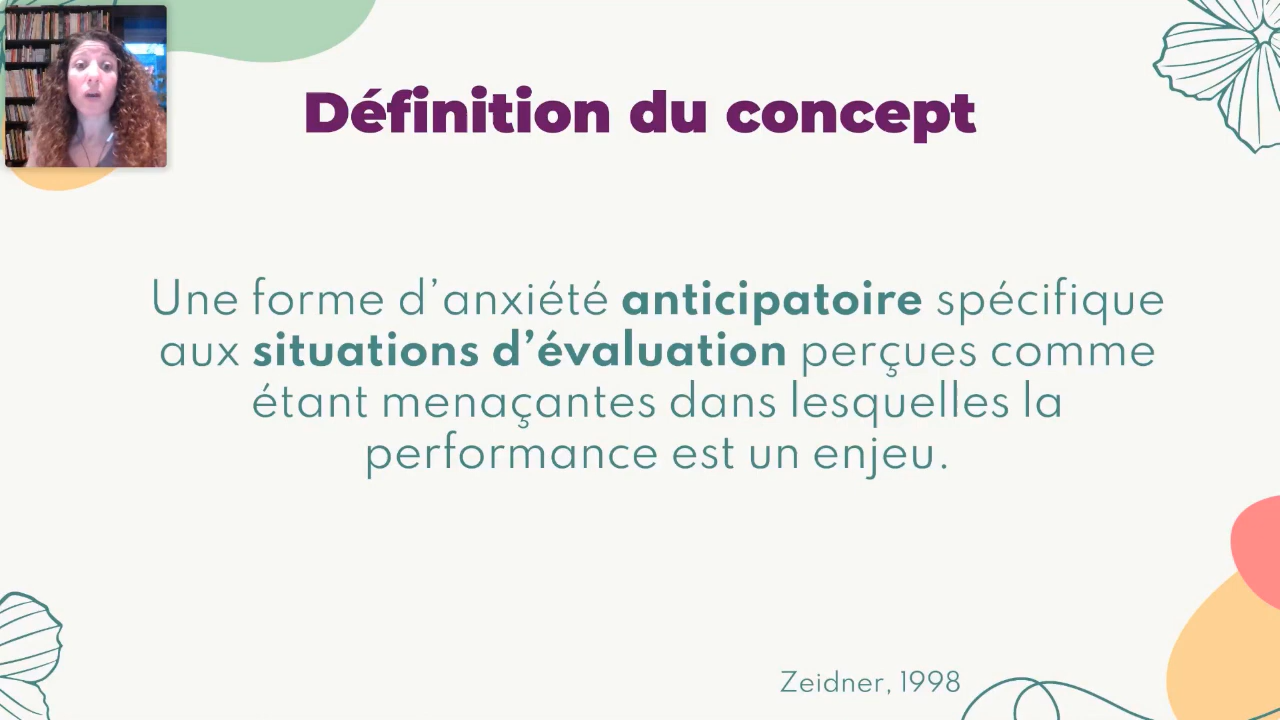 Définition du concept
Une forme d’anxiété anticipatoire spécifique
aux situations d’évaluation perçues comme
étant menaçantes dans lesquelles la
performance est un enjeu.
Zeidner, 1998